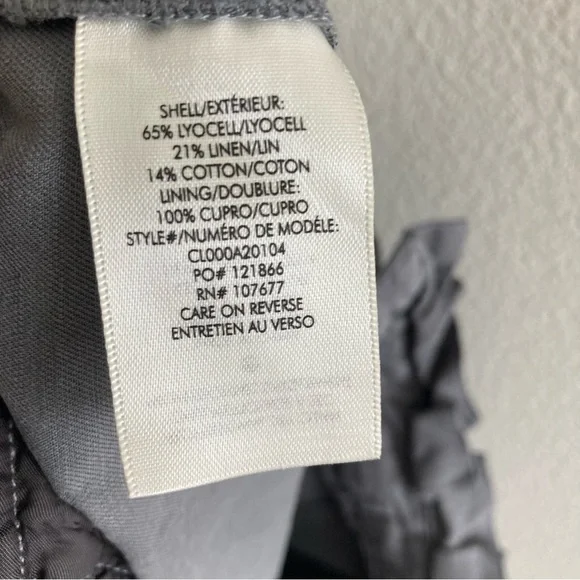 SHELL/EXTÉRIEUR:
65% LYOCELL/LYOCELL
21% LINEN/LIN
14% COTTON/COTON
LINING/DOUBLURE:
100% CUPRO/CUPRO
STYLE#/NUMÉRO DE MODÉLE:
CL000A20104
PO# 121866
RN# 107677
CARE ON REVERSE
ENTRETIEN AU VERSO